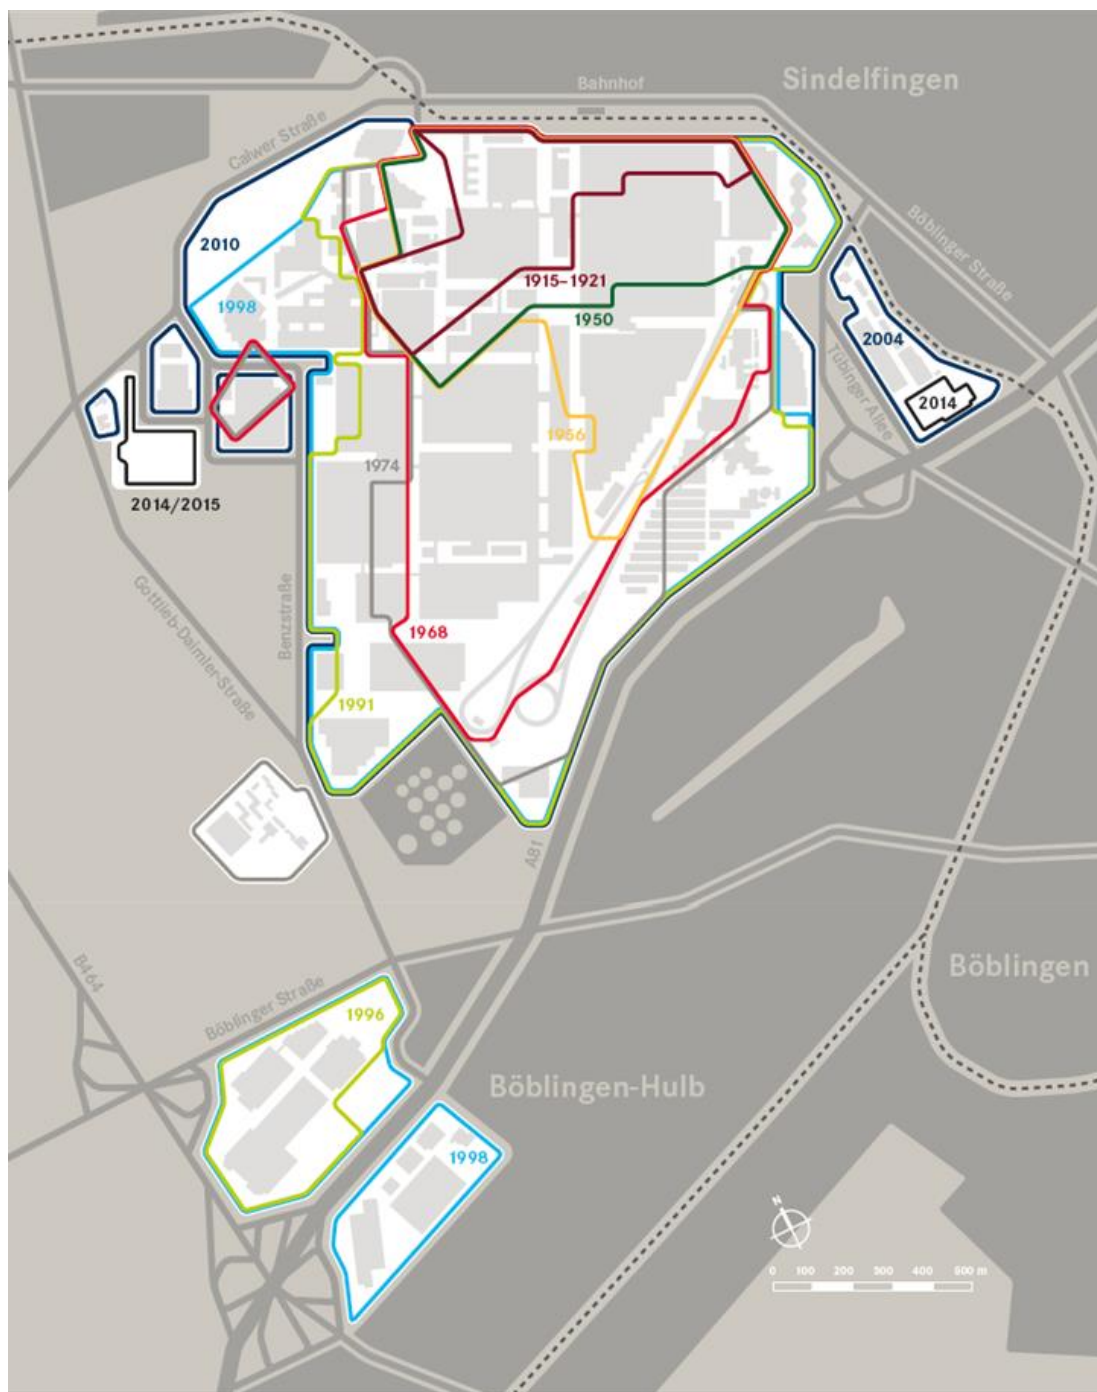 Sindelfingen
Bahnhof
Calwer Straße
Böblinger Straße
2010
1915–1921
1998
1950
2004
Tübinger Allee
2014
1956
1974
2014/2015
Gottlieb-Daimler-Straße
Benzstraße
1968
1991
A81
B464
Böblingen
Böblinger Straße
1996
Böblingen-Hulb
1998
N
0 100 200 300 400 500 m